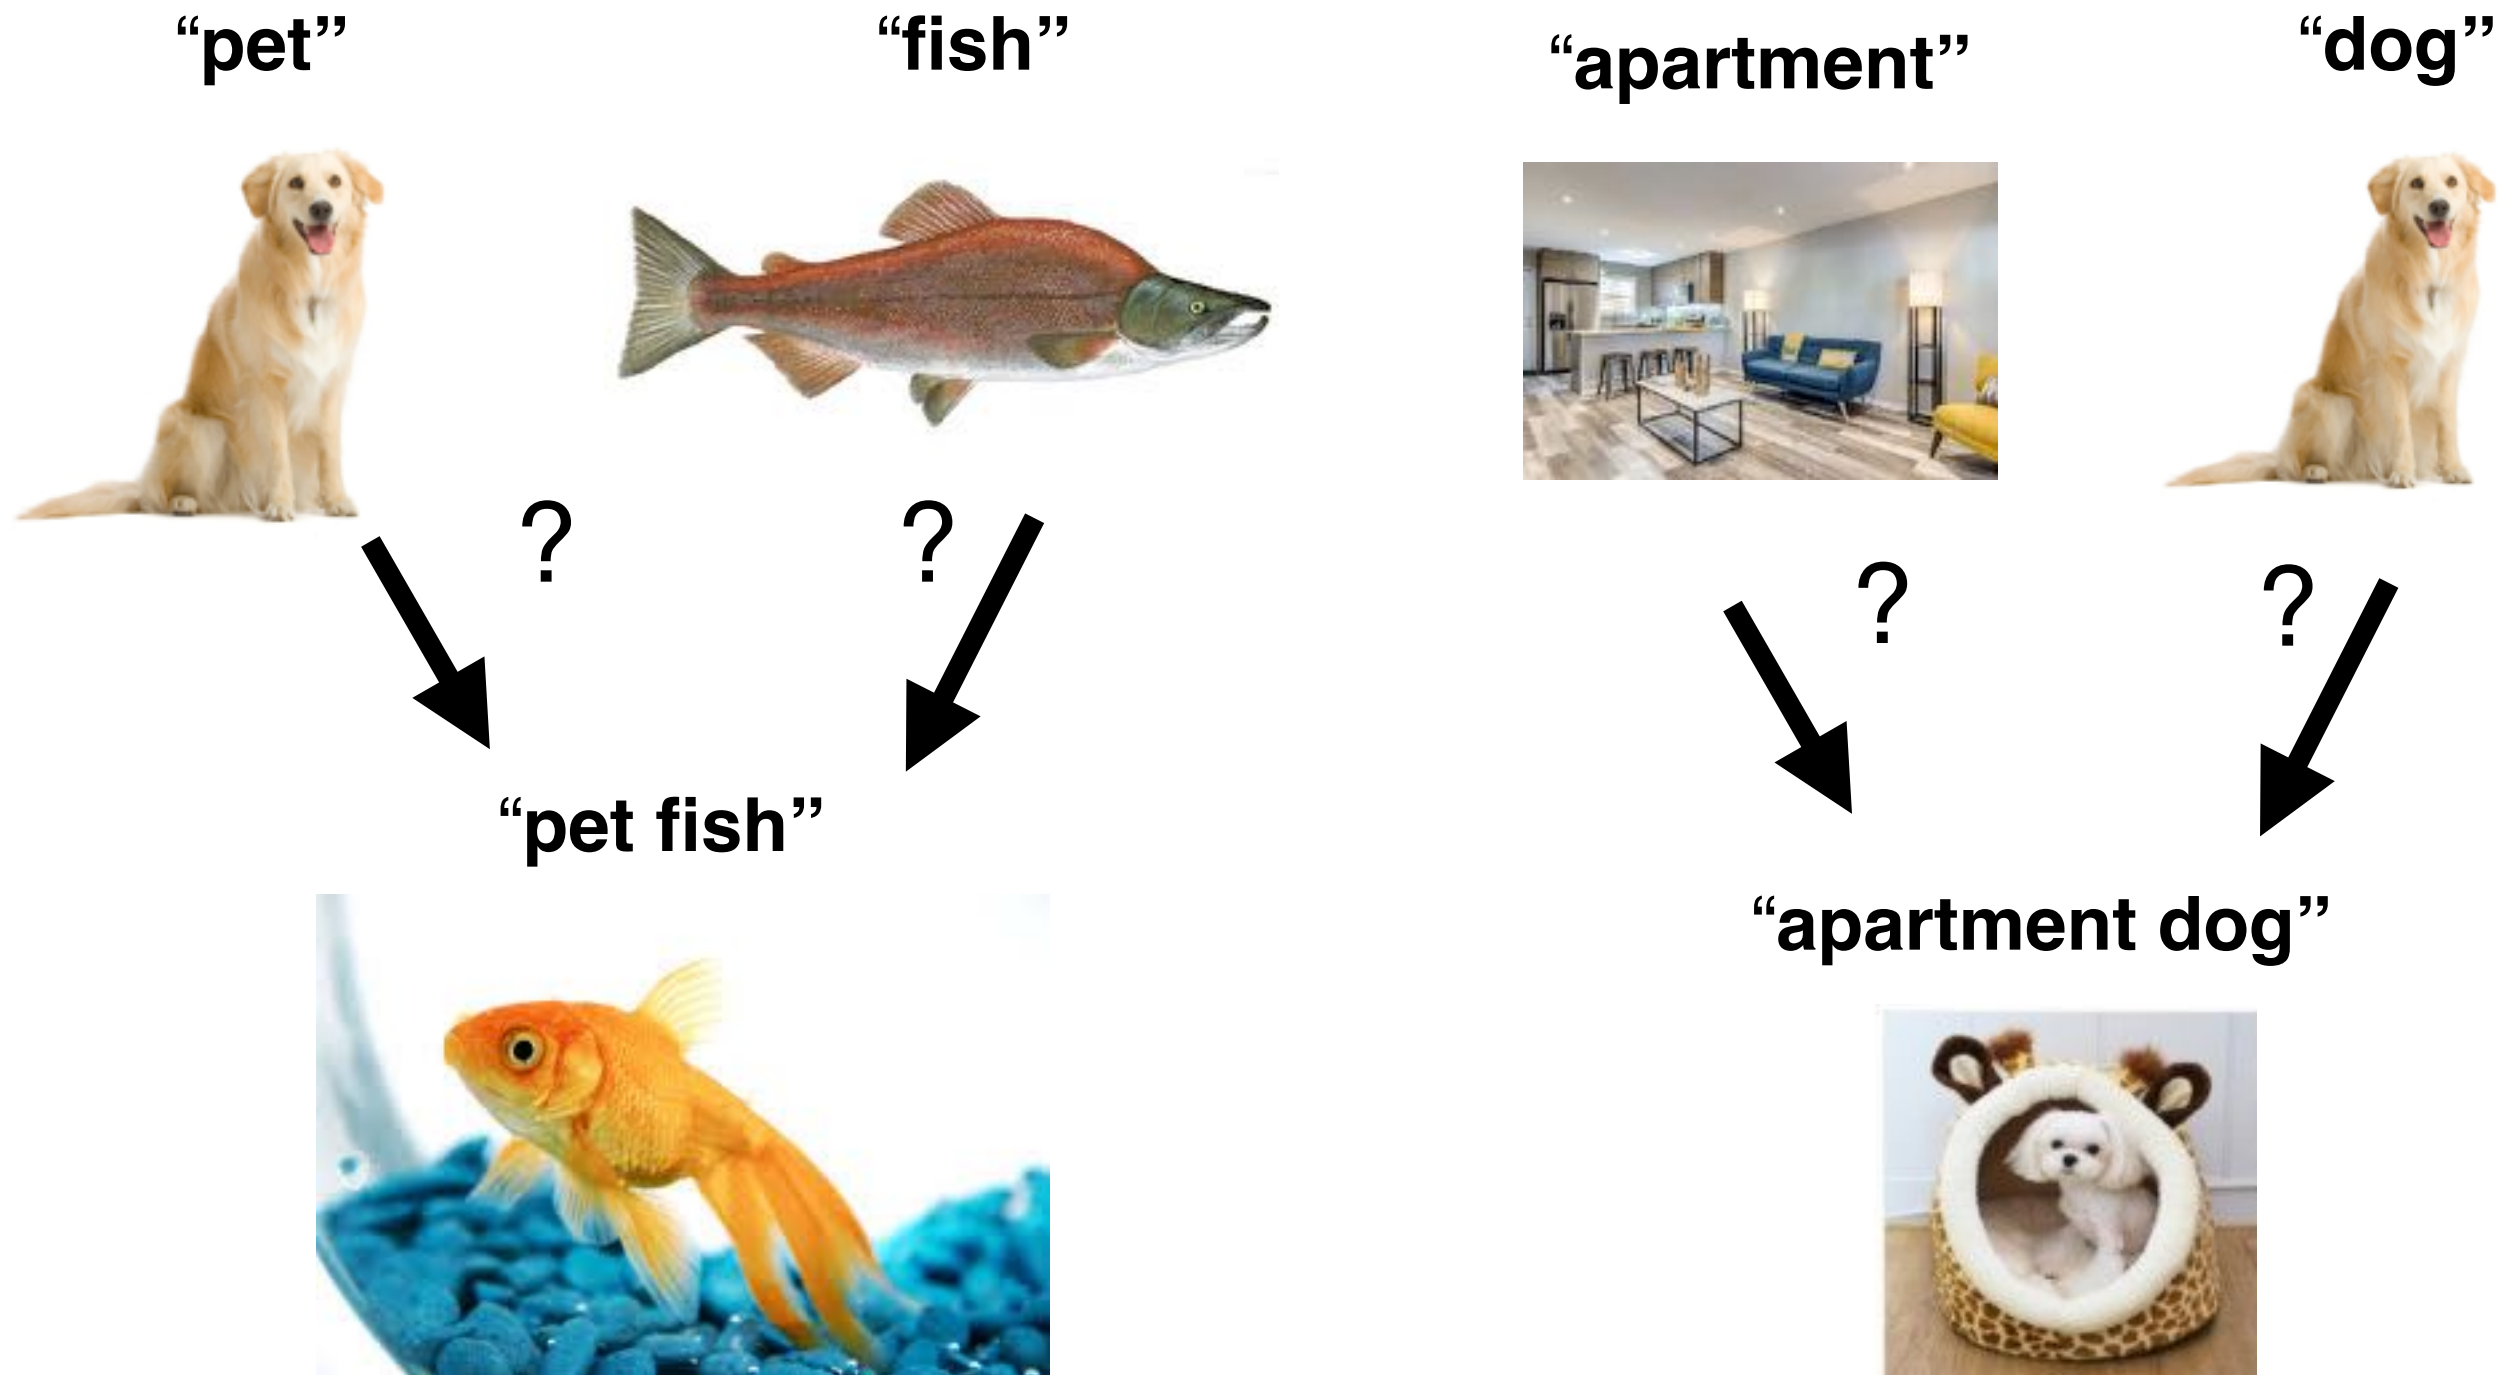 “pet”
“fish”
“apartment”
“dog”
?
?
?
?
“pet fish”
“apartment dog”